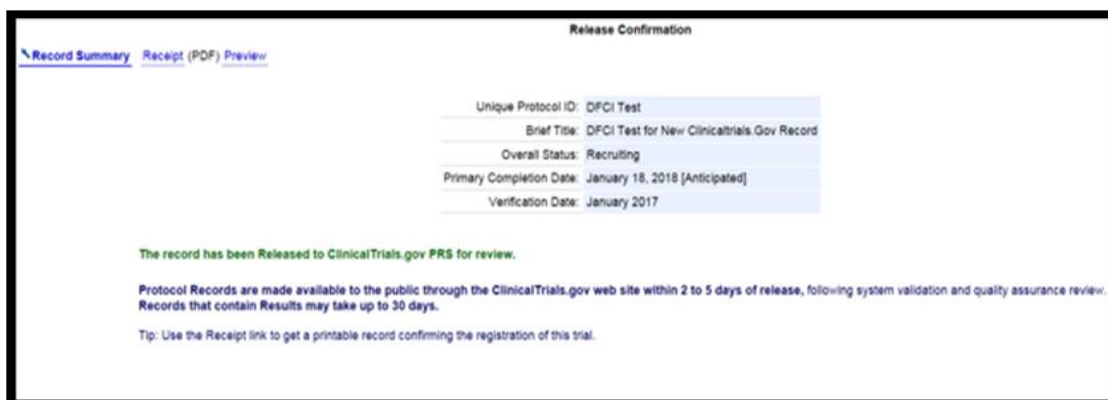 Release Confirmation
Record Summary Receipt (PDF) Preview
Unique Protocol ID: DFCI Test
Brief Title: DFCI Test for New Clinicaltrials.Gov Record
Overall Status: Recruiting
Primary Completion Date: January 18, 2018 [Anticipated]
Verification Date: January 2017
The record has been Released to ClinicalTrials.gov PRS for review.
Protocol Records are made available to the public through the ClinicalTrials.gov web site within 2 to 5 days of release, following system validation and quality assurance review.
Records that contain Results may take up to 30 days.
Tip: Use the Receipt link to get a printable record confirming the registration of this trial.